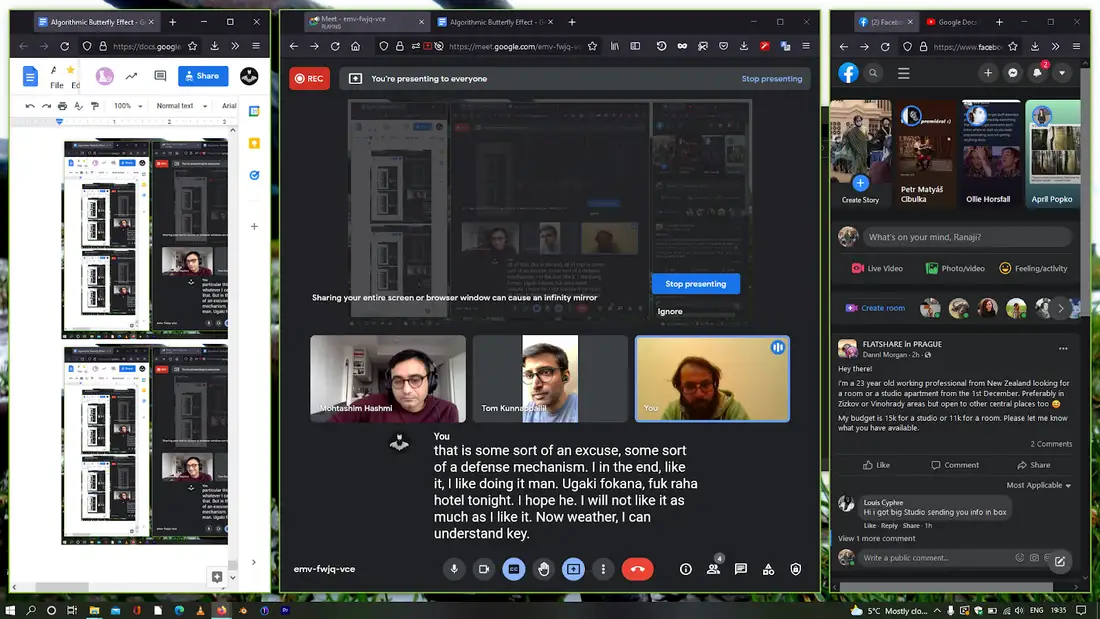 Algorithmic Butterfly Effect - G
https://docs.google
File
Ed
Share
100%
Normal text
Arial
Meet - emv-fwjq-vce
PLAYING
Algorithmic Butterfly Effect - G
https://meet.google.com/emv-fwjq-v
REC
You're presenting to everyone
Stop presenting
Sharing your entire screen or browser window can cause an infinity mirror
Stop presenting
Ignore
Mohtashim Hashmi
Tom Kunnappallil
You
You
that is some sort of an excuse, some sort
of a defense mechanism. I in the end, like
it, I like doing it man. Ugaki fokana, fuk raha
hotel tonight. I hope he. I will not like it as
much as I like it. Now weather, I can
understand key.
emv-fwjq-vce
4
(2) Facebook
Google Docs
https://www.faceboo
2
Create Story
premiéra! :)
Petr Matyáš
Cibulka
Ollie Horsfall
April Popko
What's on your mind, Ranaji?
Live Video
Photo/video
Feeling/activity
Create room
FLATSHARE in PRAGUE
Danni Morgan · 2h ·
Hey there!
I'm a 23 year old working professional from New Zealand looking for
a room or a studio apartment from the 1st December. Preferably in
Zizkov or Vinohrady areas but open to other central places too
My budget is 15k for a studio or 11k for a room. Please let me know
what you have available.
2 Comments
Like
Comment
Share
Most Applicable
Louis Cyphre
Hi i got big Studio sending you info in box
Like · Reply · Share · 1h
View 1 more comment
Write a public comment...
5°C Mostly clo...
ENG
19:35